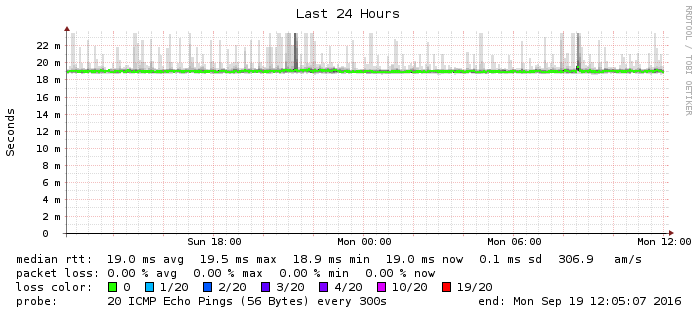 Last 24 Hours
RRDTOOL / TOBI OETIKER
Seconds
22 m
20 m
18 m
16 m
14 m
12 m
10 m
8 m
6 m
4 m
2 m
0
Sun 18:00 Mon 00:00 Mon 06:00 Mon 12:00
median rtt: 19.0 ms avg 19.5 ms max 18.9 ms min 19.0 ms now 0.1 ms sd 306.9 am/s
packet loss: 0.00 % avg 0.00 % max 0.00 % min 0.00 % now
loss color: 0 1/20 2/20 3/20 4/20 10/20 19/20
probe: 20 ICMP Echo Pings (56 Bytes) every 300s end: Mon Sep 19 12:05:07 2016